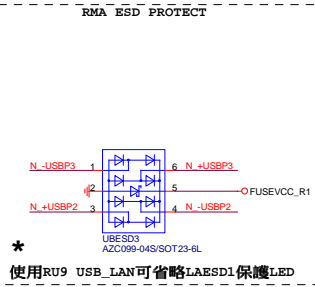 RMA ESD PROTECT
N_-USBP3 1 6 N_+USBP3
2 5 FUSEVCC_R1
N_+USBP2 3 4 N_-USBP2
UBESD3
AZC099-04S/SOT23-6L
*
使用RU9 USB_LAN可省略LAESD1保護LED